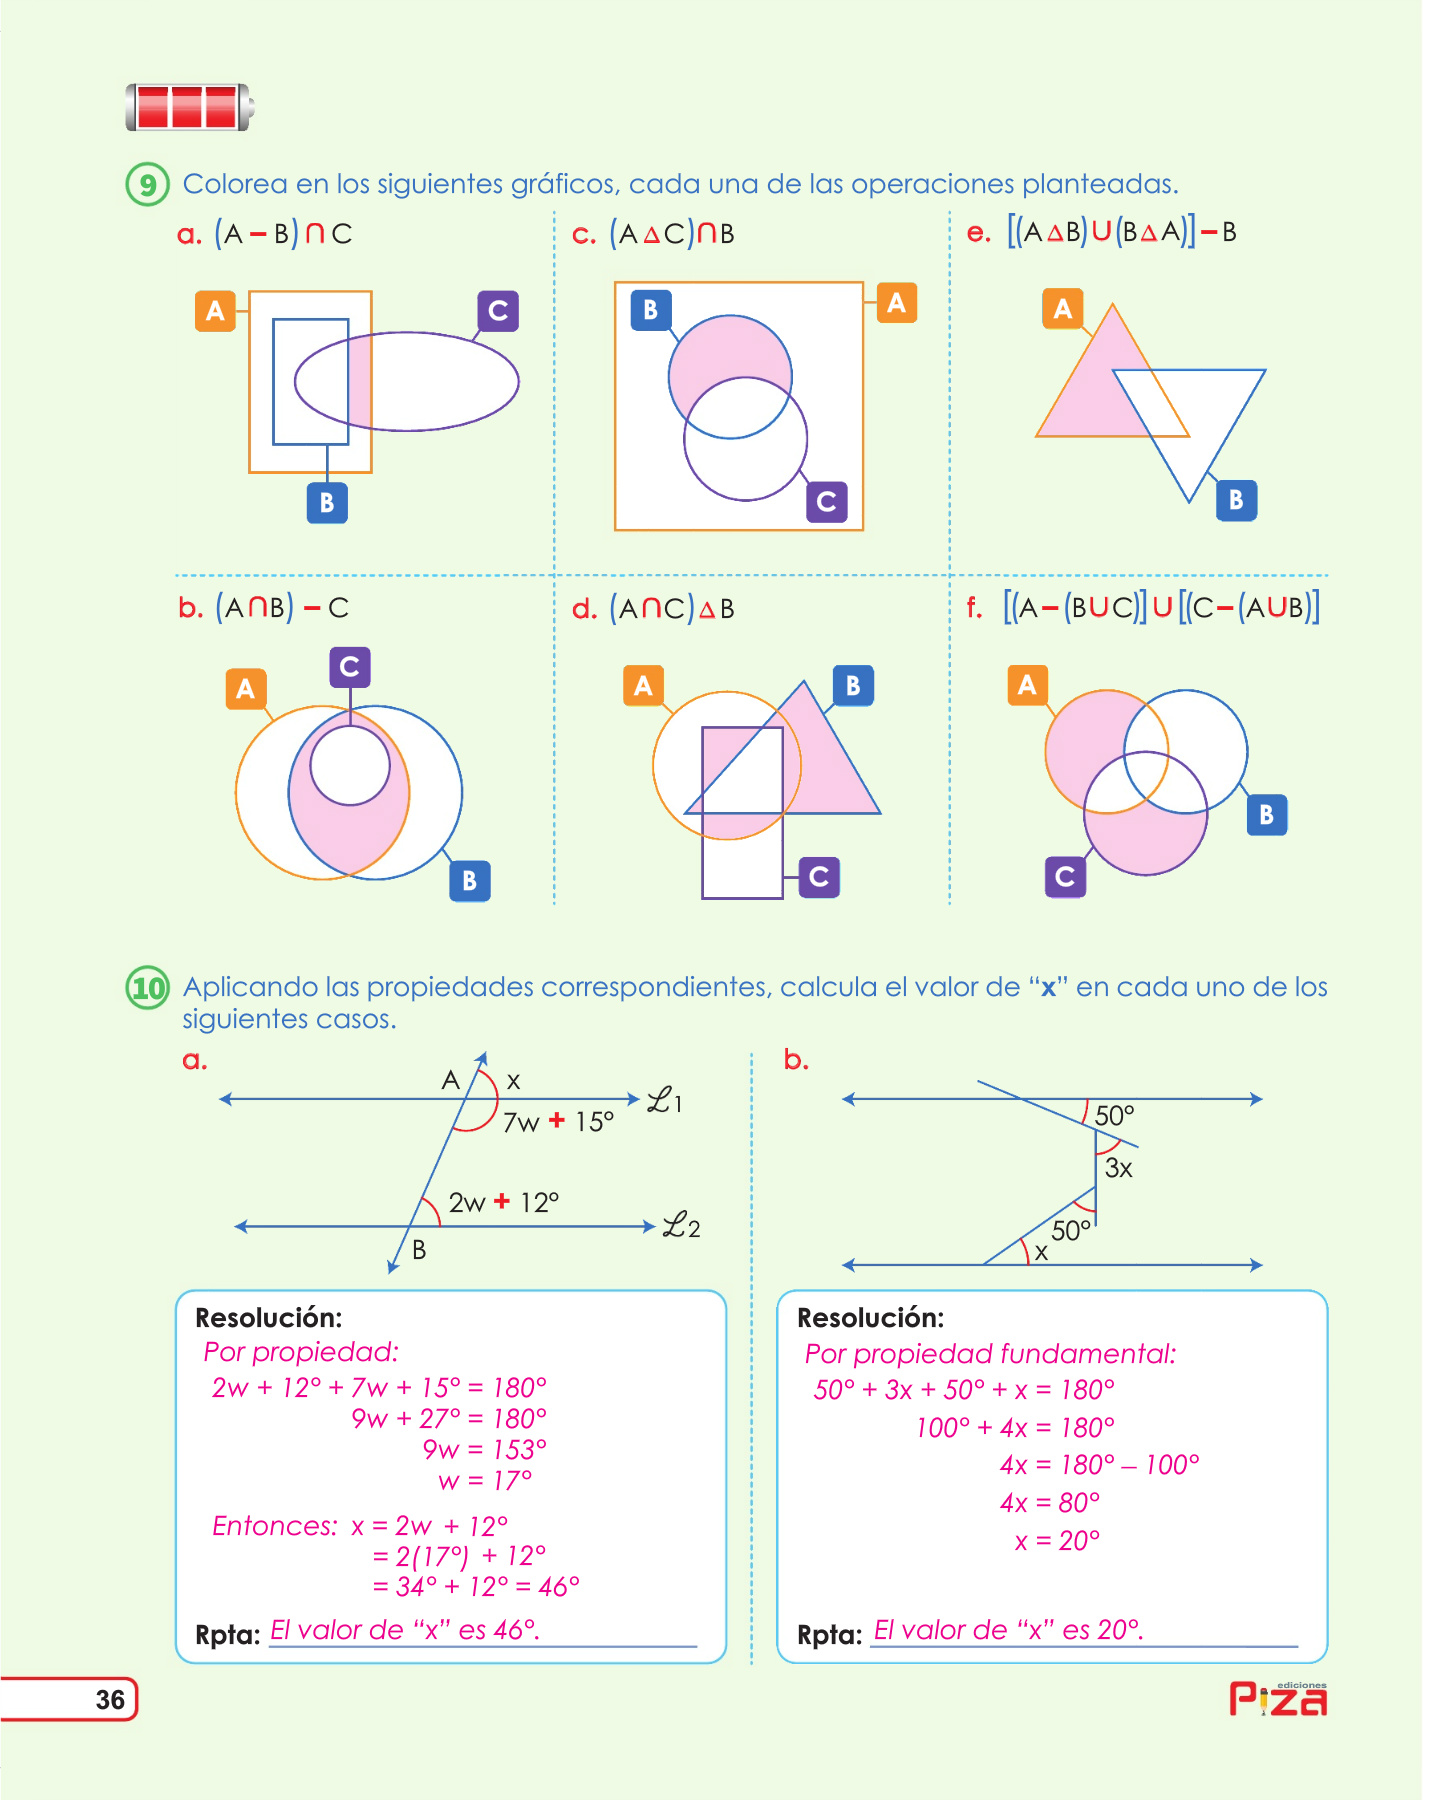 9 Colorea en los siguientes gráficos, cada una de las operaciones planteadas.
a. (A − B) ∩ C
c. (A Δ C) ∩ B
e. [(A Δ B) ∪ (B Δ A)] − B
A
C
B
B
A
C
A
B
b. (A ∩ B) − C
d. (A ∩ C) Δ B
f. [(A − (B ∪ C)] ∪ [(C − (A ∪ B)]
A
C
B
A
B
C
A
B
C
10 Aplicando las propiedades correspondientes, calcula el valor de “x” en cada uno de los
siguientes casos.
a.
A
x
ℒ1
7w + 15°
2w + 12°
ℒ2
B
b.
50°
3x
50°
x
Resolución:
Por propiedad:
2w + 12° + 7w + 15° = 180°
9w + 27° = 180°
9w = 153°
w = 17°
Entonces: x = 2w + 12°
= 2(17°) + 12°
= 34° + 12° = 46°
Rpta: El valor de “x” es 46°.
Resolución:
Por propiedad fundamental:
50° + 3x + 50° + x = 180°
100° + 4x = 180°
4x = 180° – 100°
4x = 80°
x = 20°
Rpta: El valor de “x” es 20°.
36
ediciones
Piza